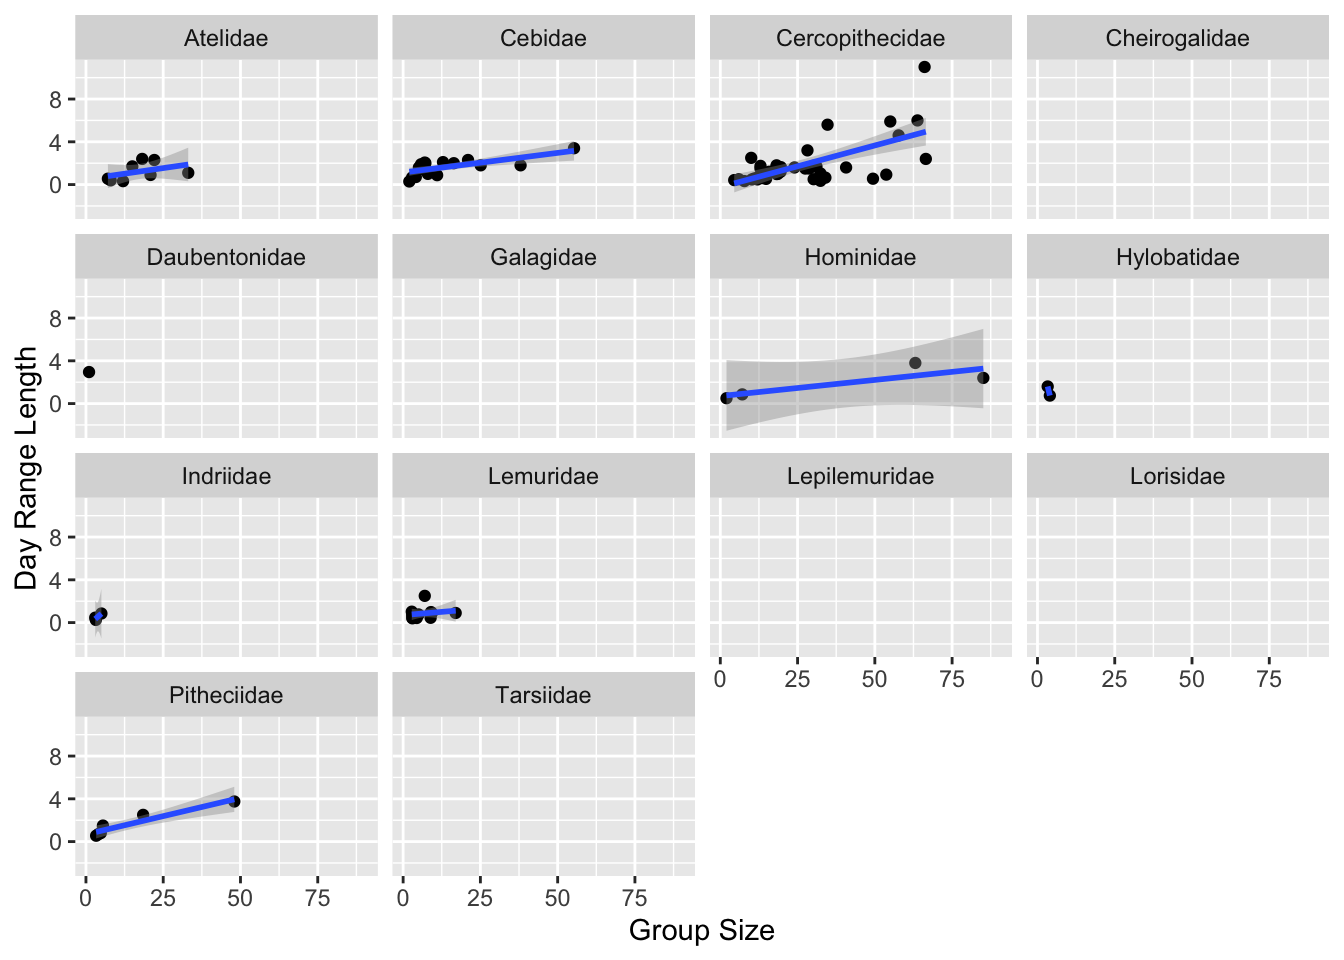 Atelidae Cebidae Cercopithecidae Cheirogalidae
8
4
0
Daubentonidae Galagidae Hominidae Hylobatidae
8
4
0
Indriidae Lemuridae Lepilemuridae Lorisidae
8
4
0
0 25 50 75 0 25 50 75
Pitheciidae Tarsiidae
8
4
0
0 25 50 75 0 25 50 75
Group Size
Day Range Length